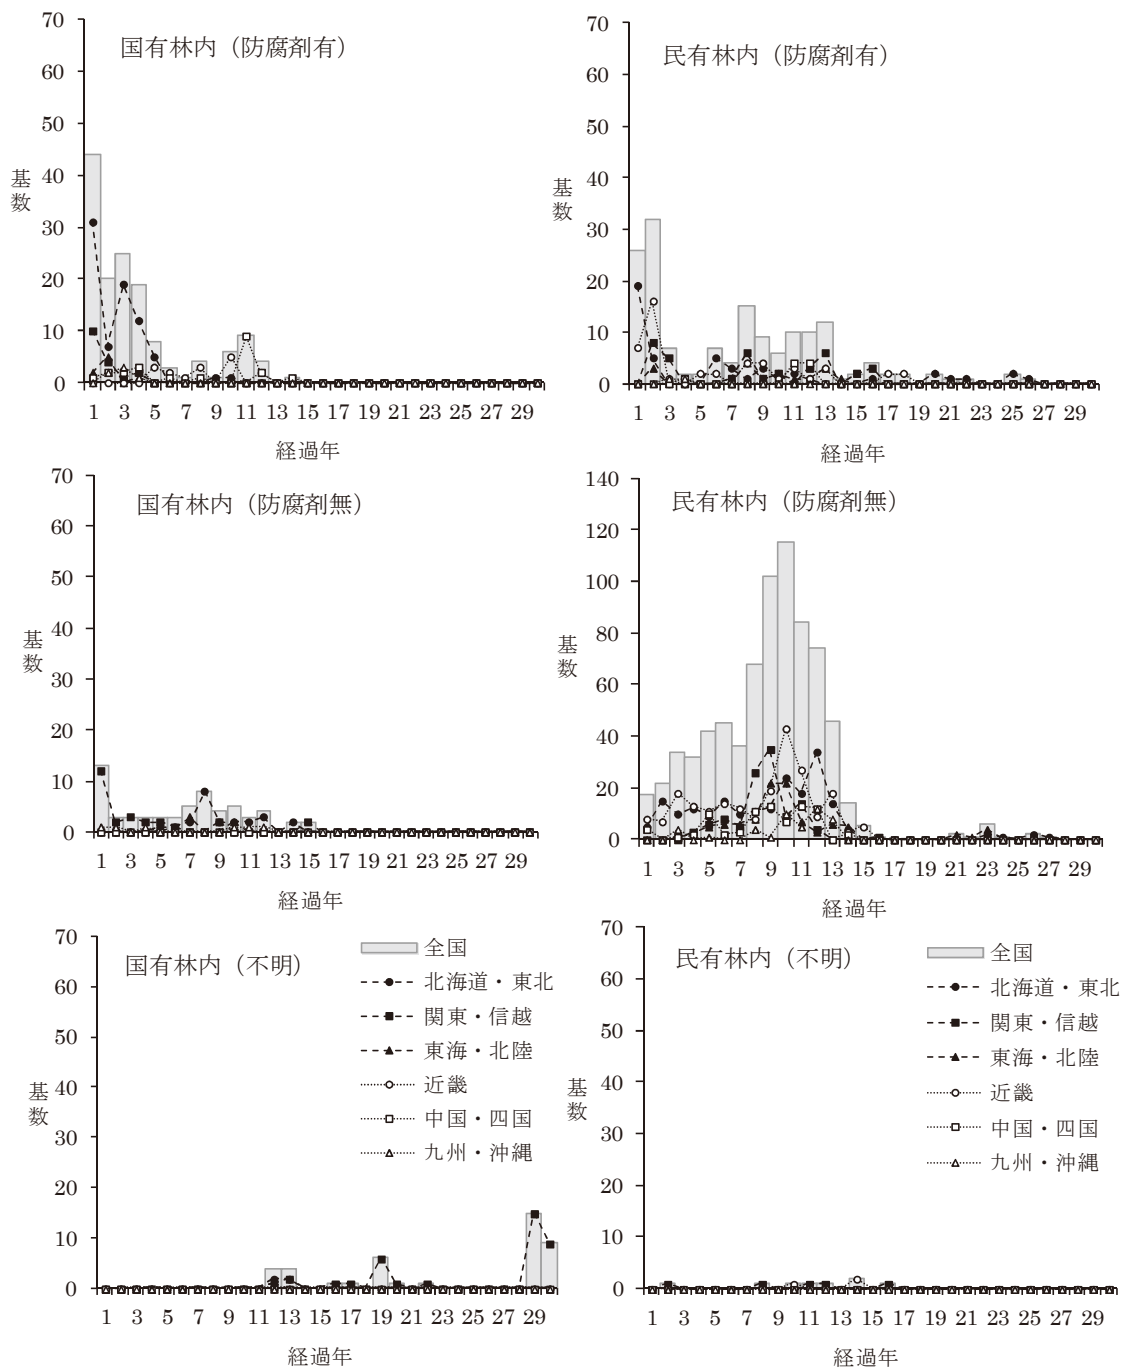 国有林内（防腐剤有）
70
60
50
40
30
20
10
0
基数
1 3 5 7 9 11 13 15 17 19 21 23 25 27 29
経過年
民有林内（防腐剤有）
70
60
50
40
30
20
10
0
基数
1 3 5 7 9 11 13 15 17 19 21 23 25 27 29
経過年
国有林内（防腐剤無）
70
60
50
40
30
20
10
0
基数
1 3 5 7 9 11 13 15 17 19 21 23 25 27 29
経過年
民有林内（防腐剤無）
140
120
100
80
60
40
20
0
基数
1 3 5 7 9 11 13 15 17 19 21 23 25 27 29
経過年
国有林内（不明）
70
60
50
40
30
20
10
0
基数
全国
北海道・東北
関東・信越
東海・北陸
近畿
中国・四国
九州・沖縄
1 3 5 7 9 11 13 15 17 19 21 23 25 27 29
経過年
民有林内（不明）
70
60
50
40
30
20
10
0
基数
全国
北海道・東北
関東・信越
東海・北陸
近畿
中国・四国
九州・沖縄
1 3 5 7 9 11 13 15 17 19 21 23 25 27 29
経過年